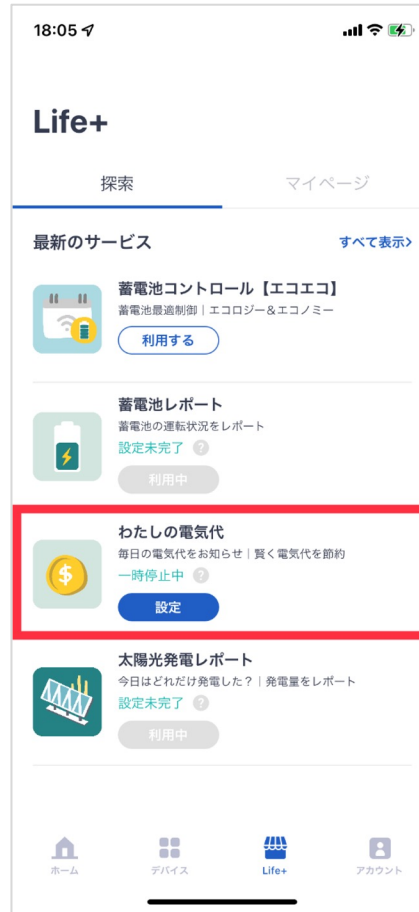 18:05
Life+
探索
マイページ
最新のサービス
すべて表示>
蓄電池コントロール【エコエコ】
蓄電池最適制御｜エコロジー＆エコノミー
利用する
蓄電池レポート
蓄電池の運転状況をレポート
設定未完了 ?
利用中
わたしの電気代
毎日の電気代をお知らせ｜賢く電気代を節約
一時停止中 ?
$
設定
太陽光発電レポート
今日はどれだけ発電した？｜発電量をレポート
設定未完了 ?
利用中
ホーム
デバイス
Life+
アカウント